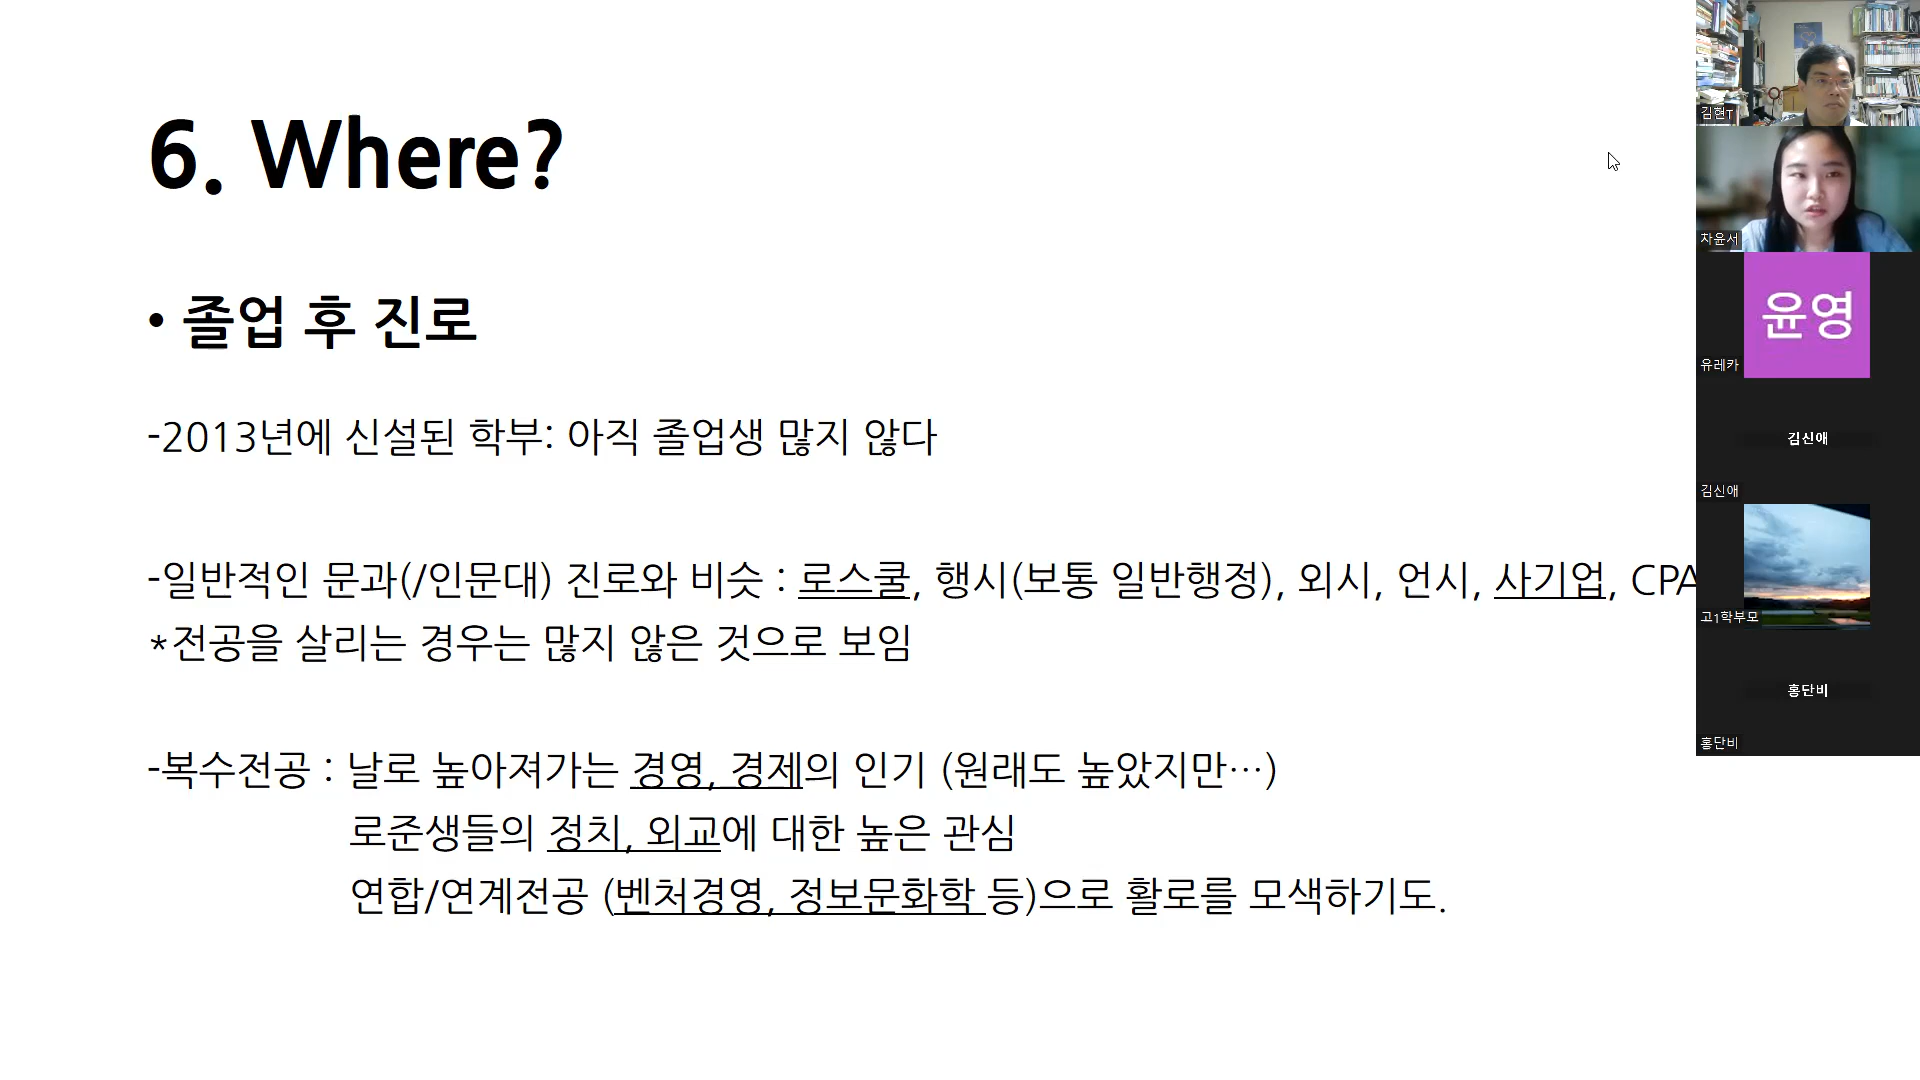 6. Where?
• 졸업 후 진로
-2013년에 신설된 학부: 아직 졸업생 많지 않다
-일반적인 문과(/인문대) 진로와 비슷 : 로스쿨, 행시(보통 일반행정), 외시, 언시, 사기업, CPA
*전공을 살리는 경우는 많지 않은 것으로 보임
-복수전공 : 날로 높아져가는 경영, 경제의 인기 (원래도 높았지만…)
로준생들의 정치, 외교에 대한 높은 관심
연합/연계전공 (벤처경영, 정보문화학 등)으로 활로를 모색하기도.
김현T
차윤서
윤영
유레카
김신애
김신애
고1학부모
홍단비
홍단비